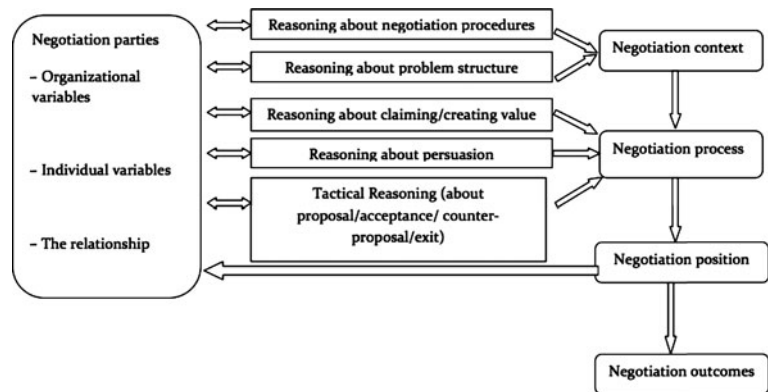 Negotiation parties
– Organizational
variables
– Individual variables
– The relationship
Reasoning about negotiation procedures
Reasoning about problem structure
Reasoning about claiming/creating value
Reasoning about persuasion
Tactical Reasoning (about
proposal/acceptance/ counter-
proposal/exit)
Negotiation context
Negotiation process
Negotiation position
Negotiation outcomes